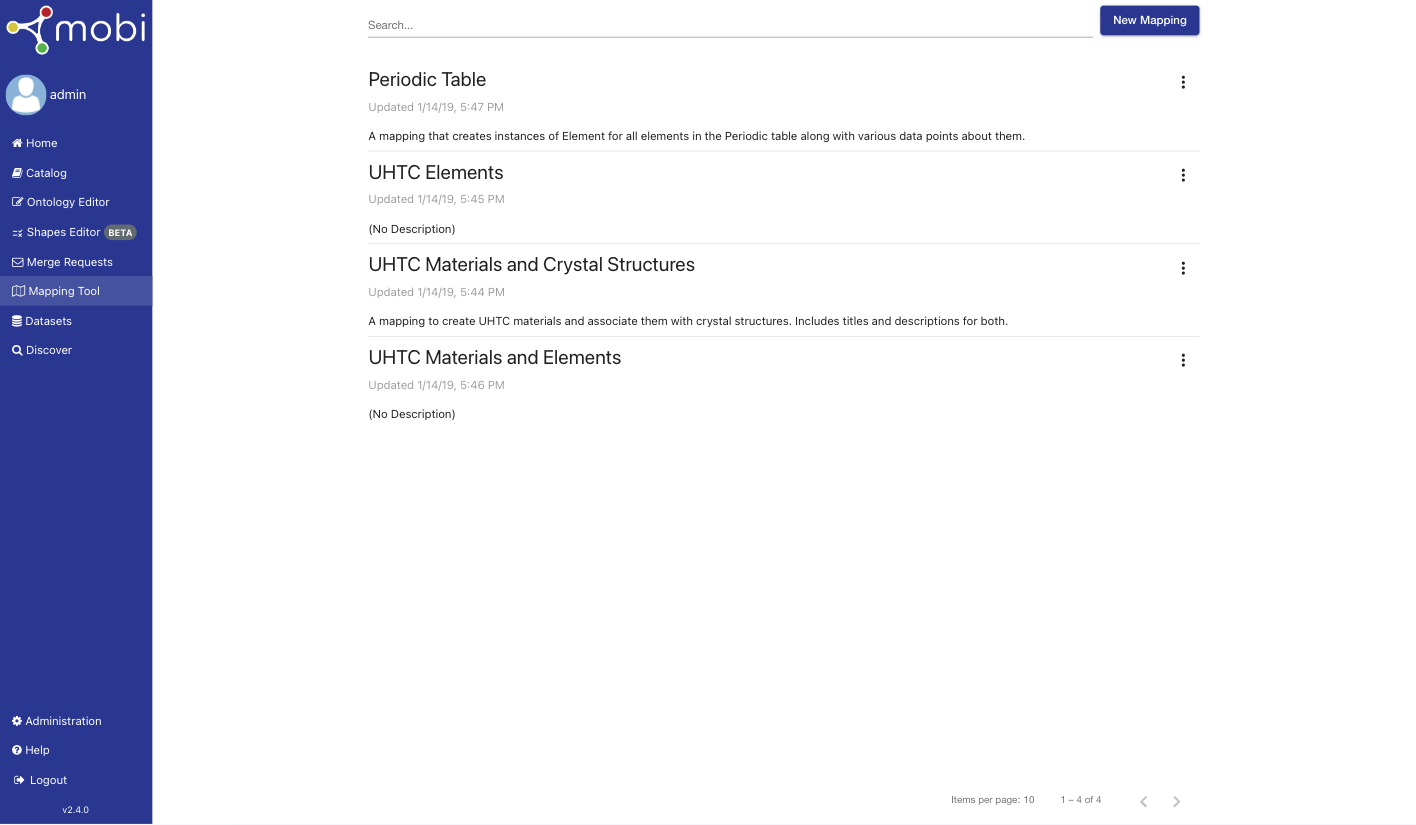 mobi
admin
Home
Catalog
Ontology Editor
Shapes Editor BETA
Merge Requests
Mapping Tool
Datasets
Discover
Administration
Help
Logout
v2.4.0
Search...
New Mapping
Periodic Table
Updated 1/14/19, 5:47 PM
A mapping that creates instances of Element for all elements in the Periodic table along with various data points about them.
UHTC Elements
Updated 1/14/19, 5:45 PM
(No Description)
UHTC Materials and Crystal Structures
Updated 1/14/19, 5:44 PM
A mapping to create UHTC materials and associate them with crystal structures. Includes titles and descriptions for both.
UHTC Materials and Elements
Updated 1/14/19, 5:46 PM
(No Description)
Items per page: 10 1 – 4 of 4